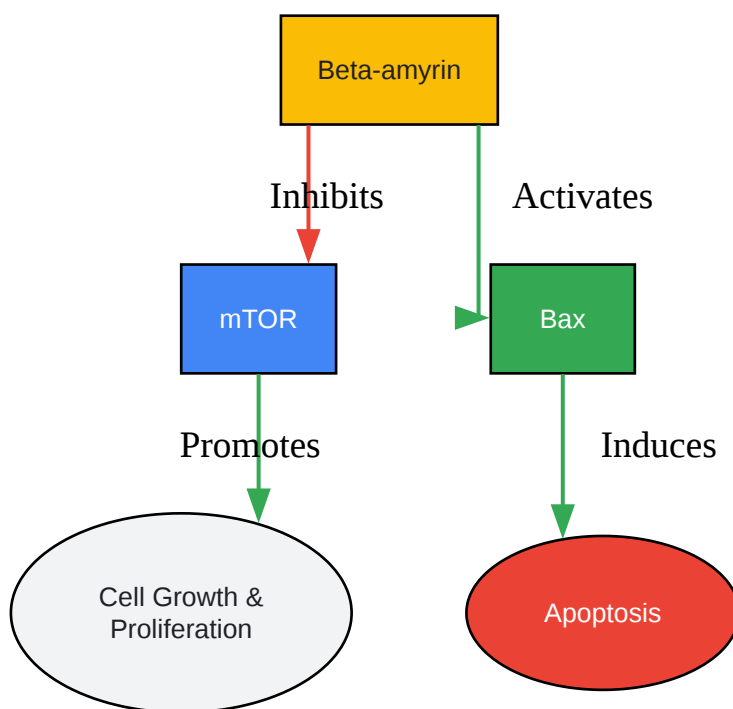 Beta-amyrin
Inhibits
Activates
mTOR
Bax
Promotes
Induces
Cell Growth &
Proliferation
Apoptosis